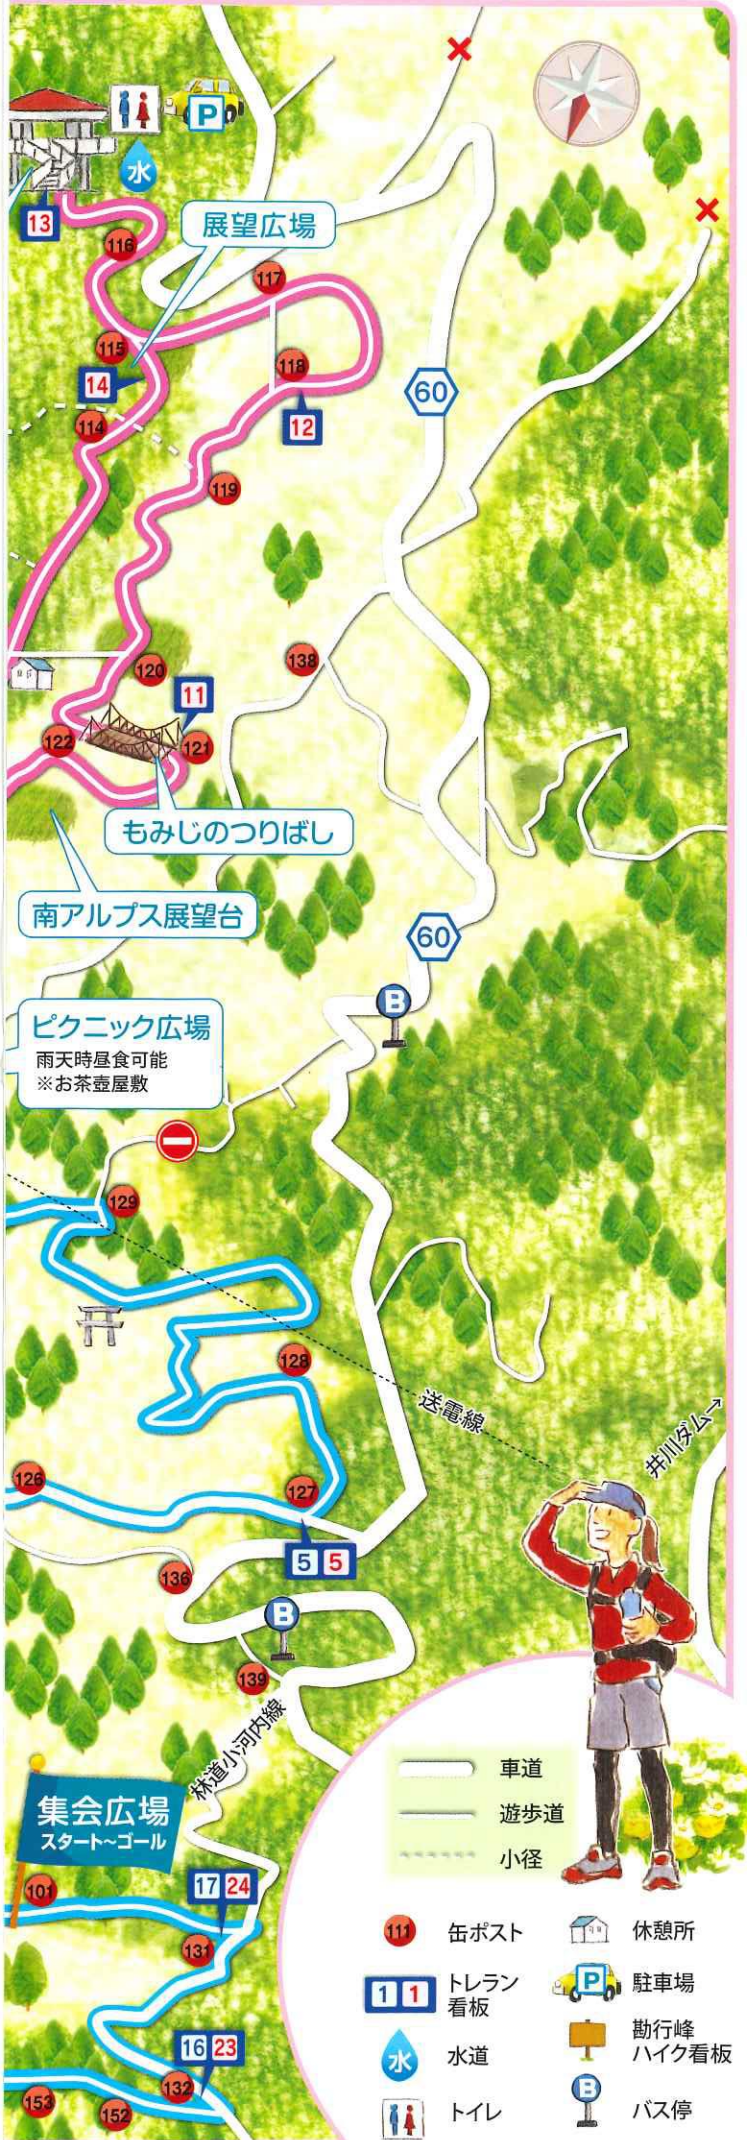 P
水
13
展望広場
116
117
115
118
14
60
114
12
119
138
120
11
122
121
もみじのつりばし
南アルプス展望台
60
B
ピクニック広場
雨天時昼食可能
※お茶壺屋敷
129
128
送電線
井川ダム→
126
127
5 5
136
B
139
林道小河内線
集会広場
スタート~ゴール
101
17 24
131
16 23
132
153
152
車道
遊歩道
小径
111 缶ポスト
休憩所
1 1 トレラン
看板
P 駐車場
水 水道
勘行峰
ハイク看板
トイレ
B バス停